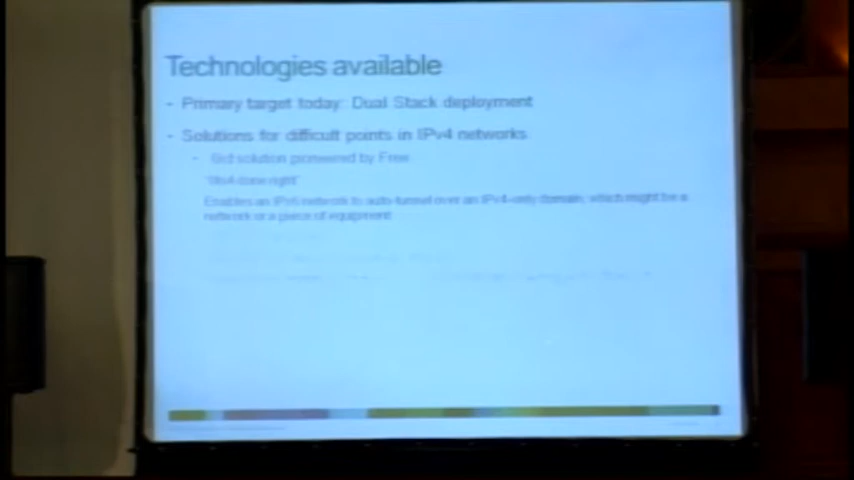 Technologies available
- Primary target today: Dual Stack deployment
- Solutions for difficult points in IPv4 networks
- 6rd solution pioneered by Free
"6to4 done right"
Enables an IPv6 network to auto-tunnel over an IPv4-only domain, which might be a
network or a piece of equipment